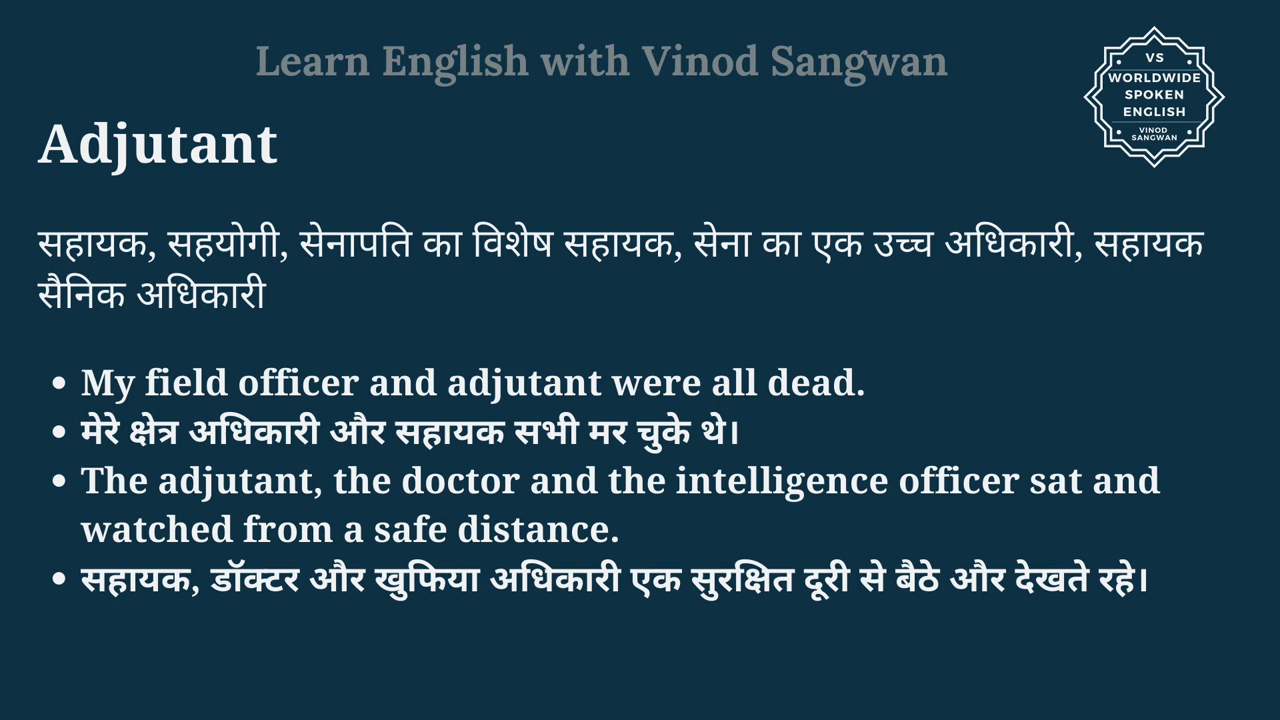 Learn English with Vinod Sangwan
VS
WORLDWIDE
SPOKEN
ENGLISH
VINOD
SANGWAN
Adjutant
सहायक, सहयोगी, सेनापति का विशेष सहायक, सेना का एक उच्च अधिकारी, सहायक
सैनिक अधिकारी
• My field officer and adjutant were all dead.
• मेरे क्षेत्र अधिकारी और सहायक सभी मर चुके थे।
• The adjutant, the doctor and the intelligence officer sat and
watched from a safe distance.
• सहायक, डॉक्टर और खुफिया अधिकारी एक सुरक्षित दूरी से बैठे और देखते रहे।